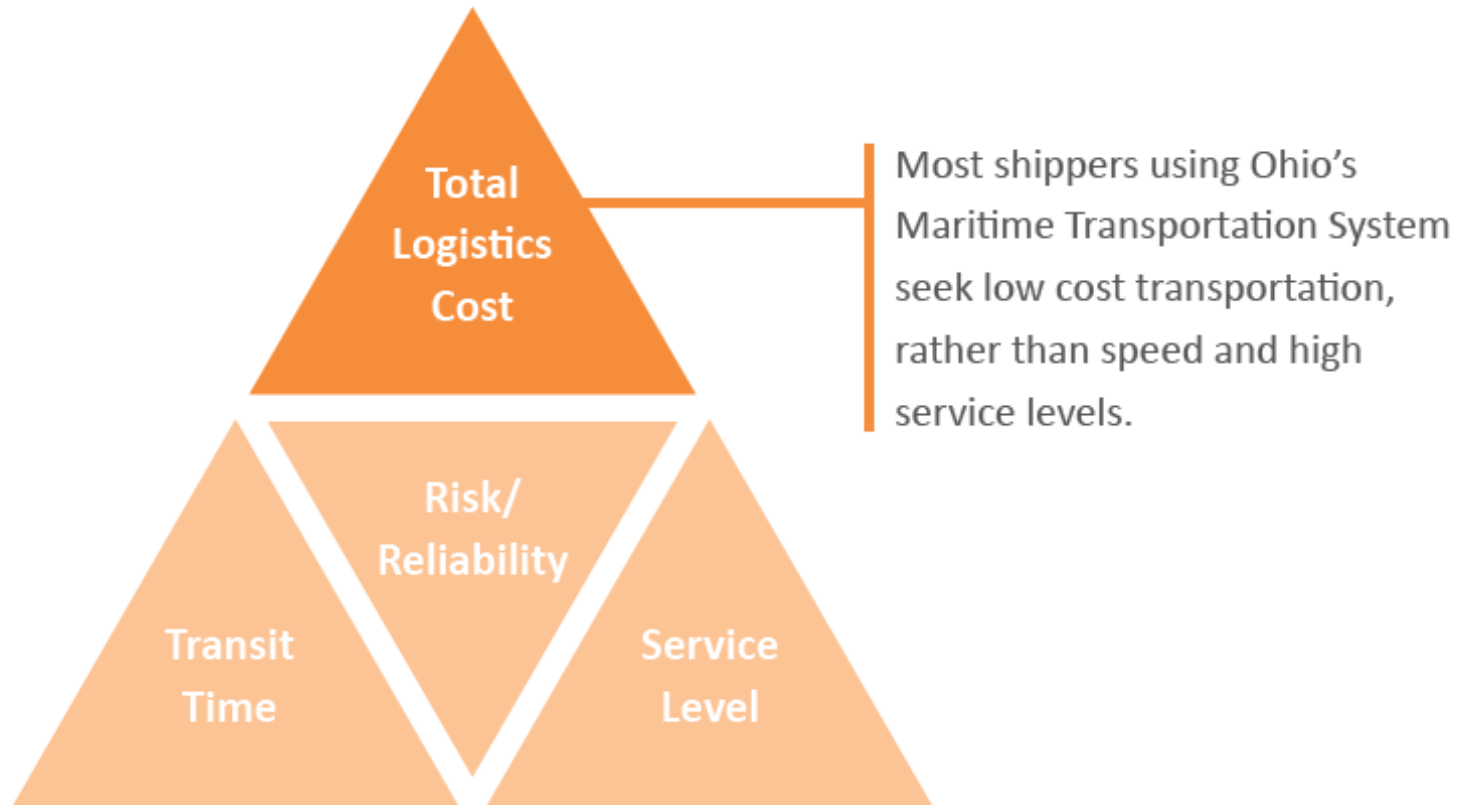 Total
Logistics
Cost
Most shippers using Ohio’s
Maritime Transportation System
seek low cost transportation,
rather than speed and high
service levels.
Risk/
Reliability
Transit
Time
Service
Level